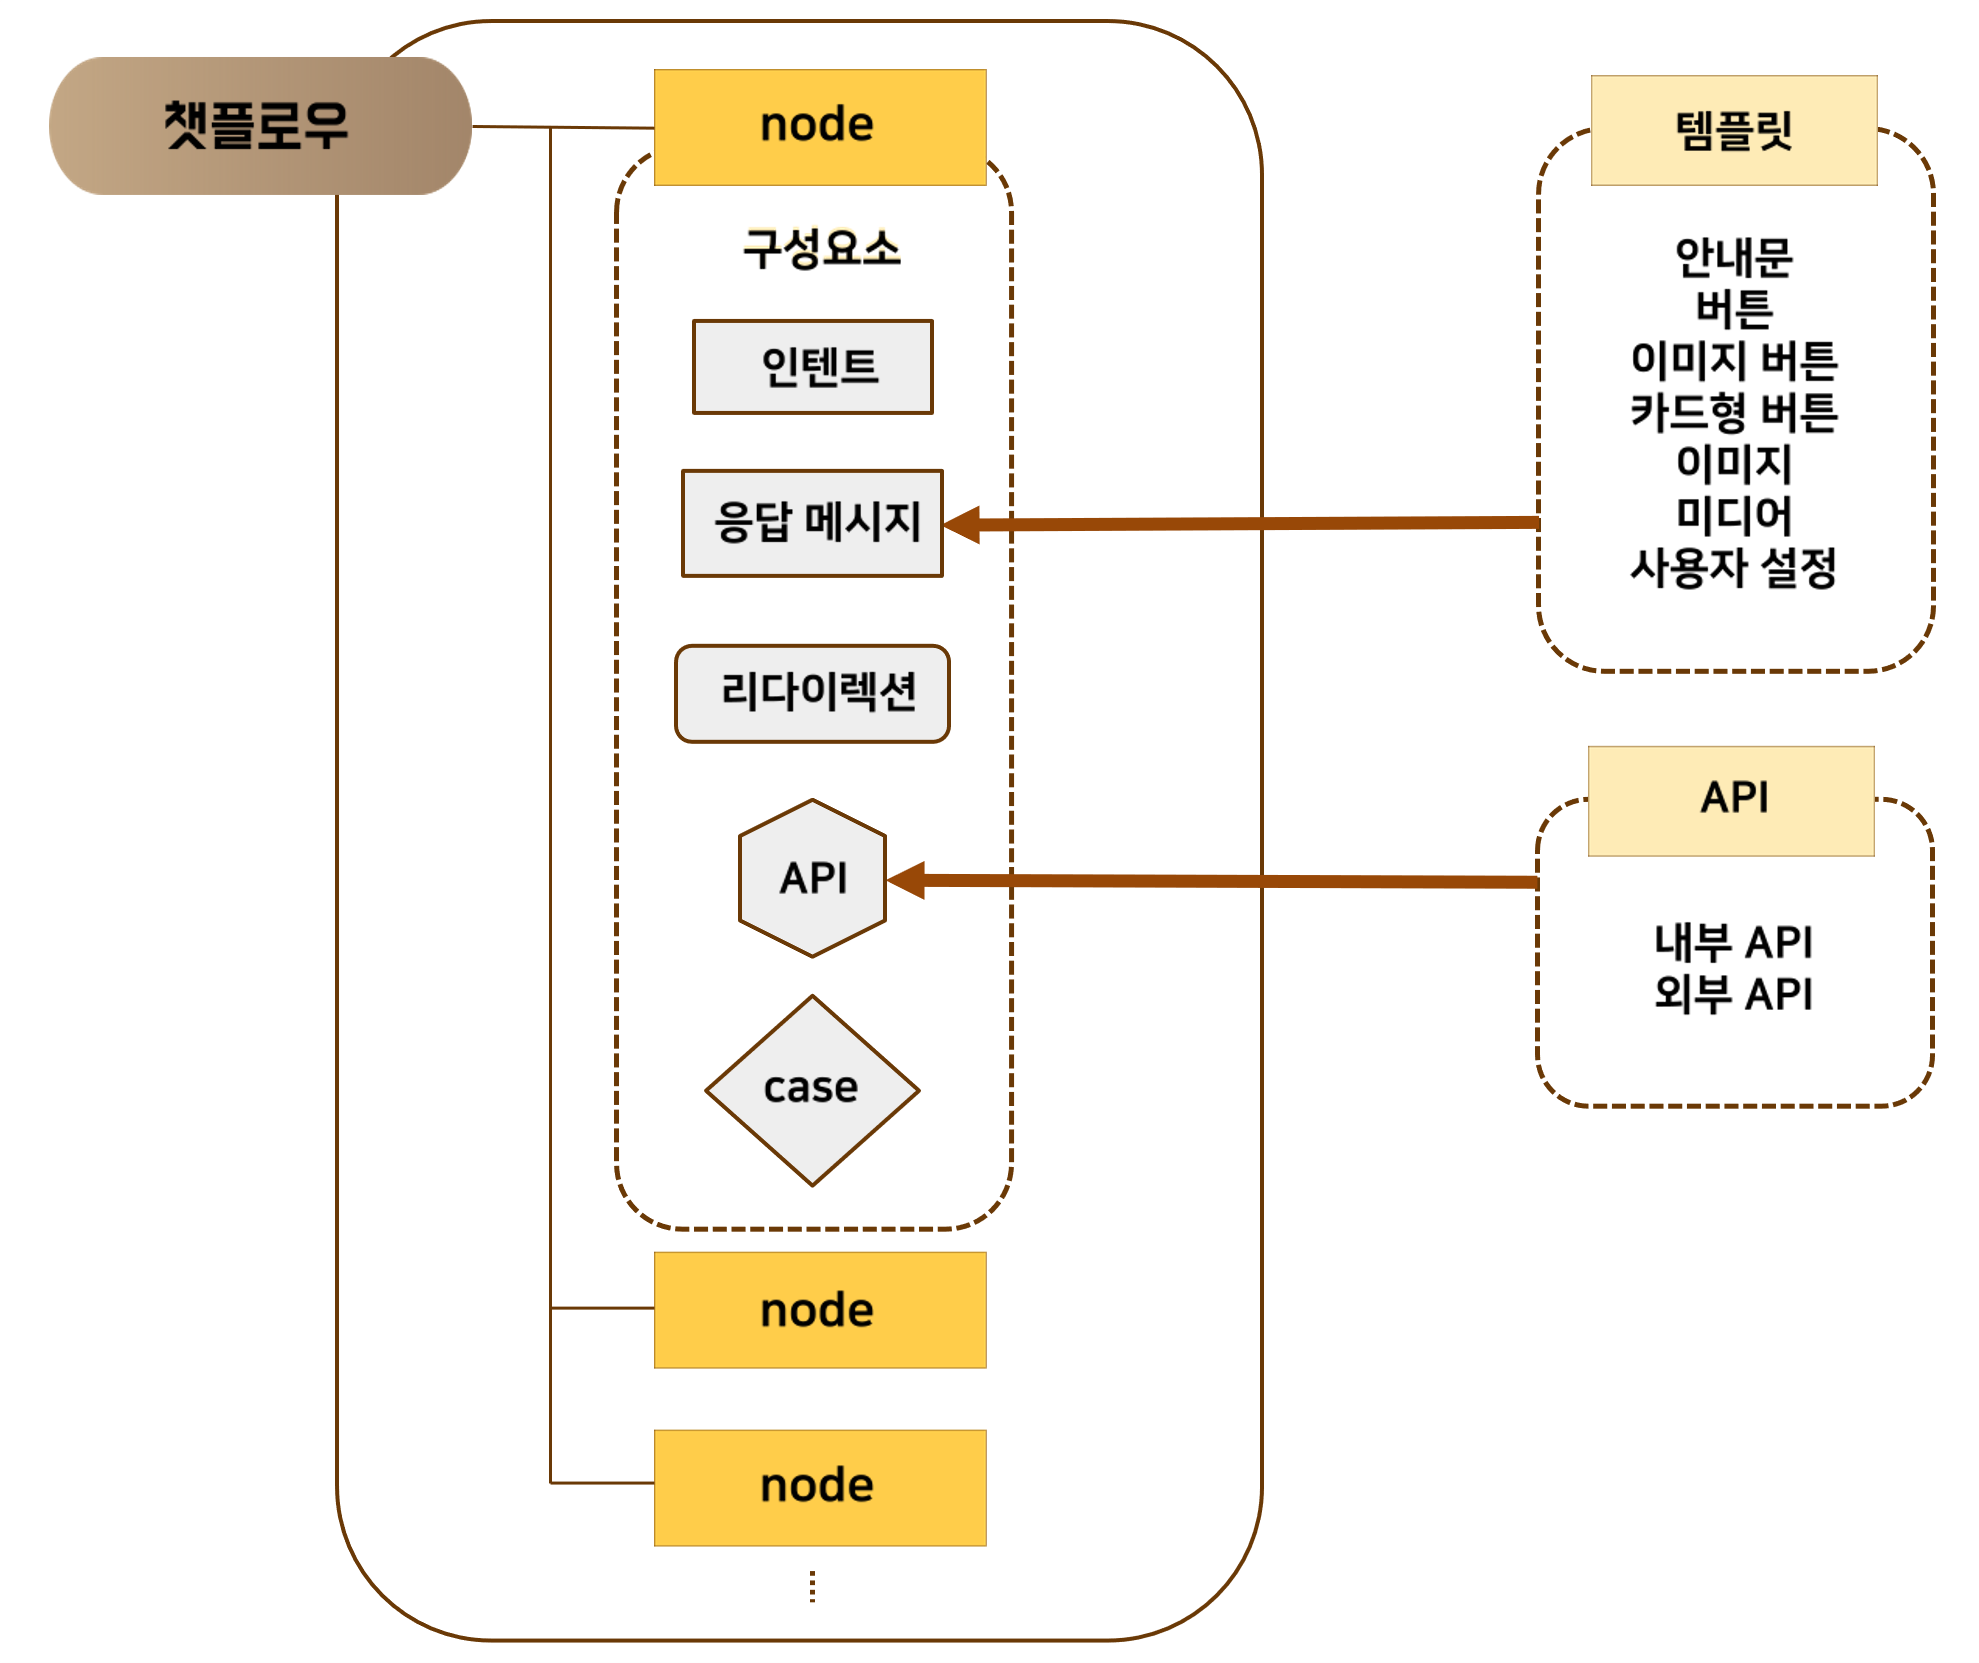 챗플로우
node
구성요소
인텐트
응답 메시지
리다이렉션
API
case
node
node
템플릿
안내문
버튼
이미지 버튼
카드형 버튼
이미지
미디어
사용자 설정
API
내부 API
외부 API